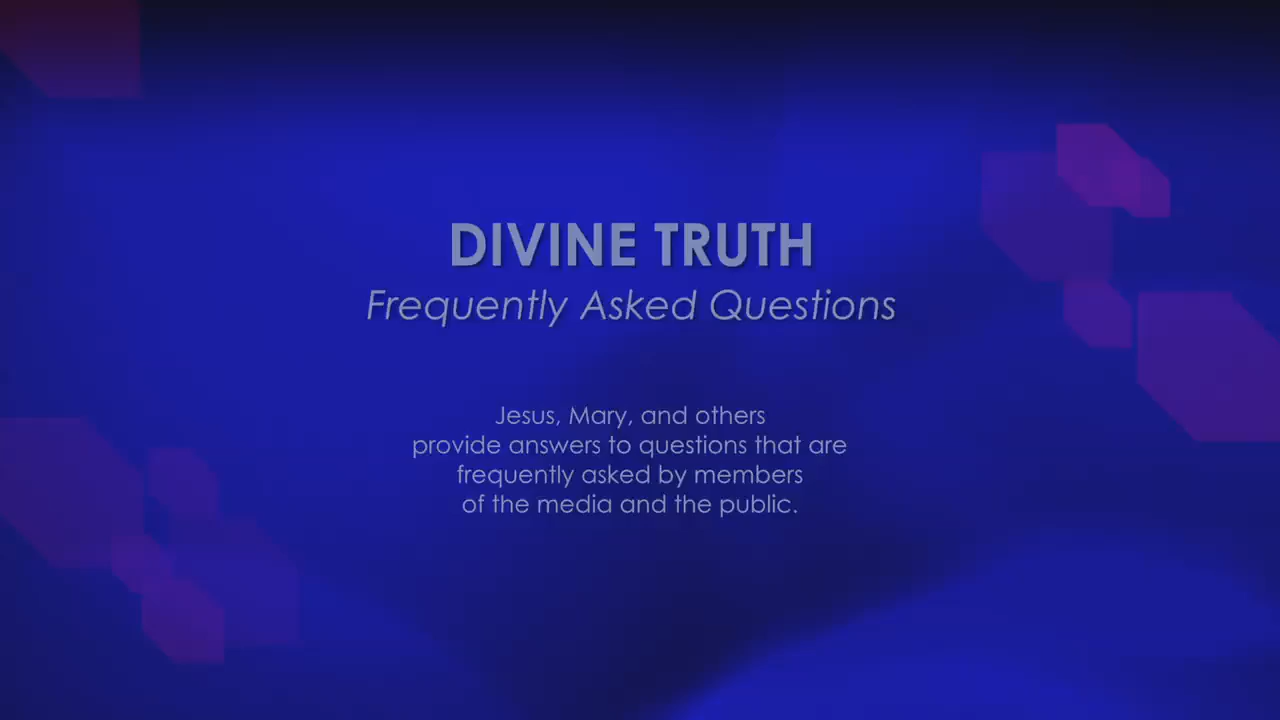 DIVINE TRUTH
Frequently Asked Questions
Jesus, Mary, and others
provide answers to questions that are
frequently asked by members
of the media and the public.